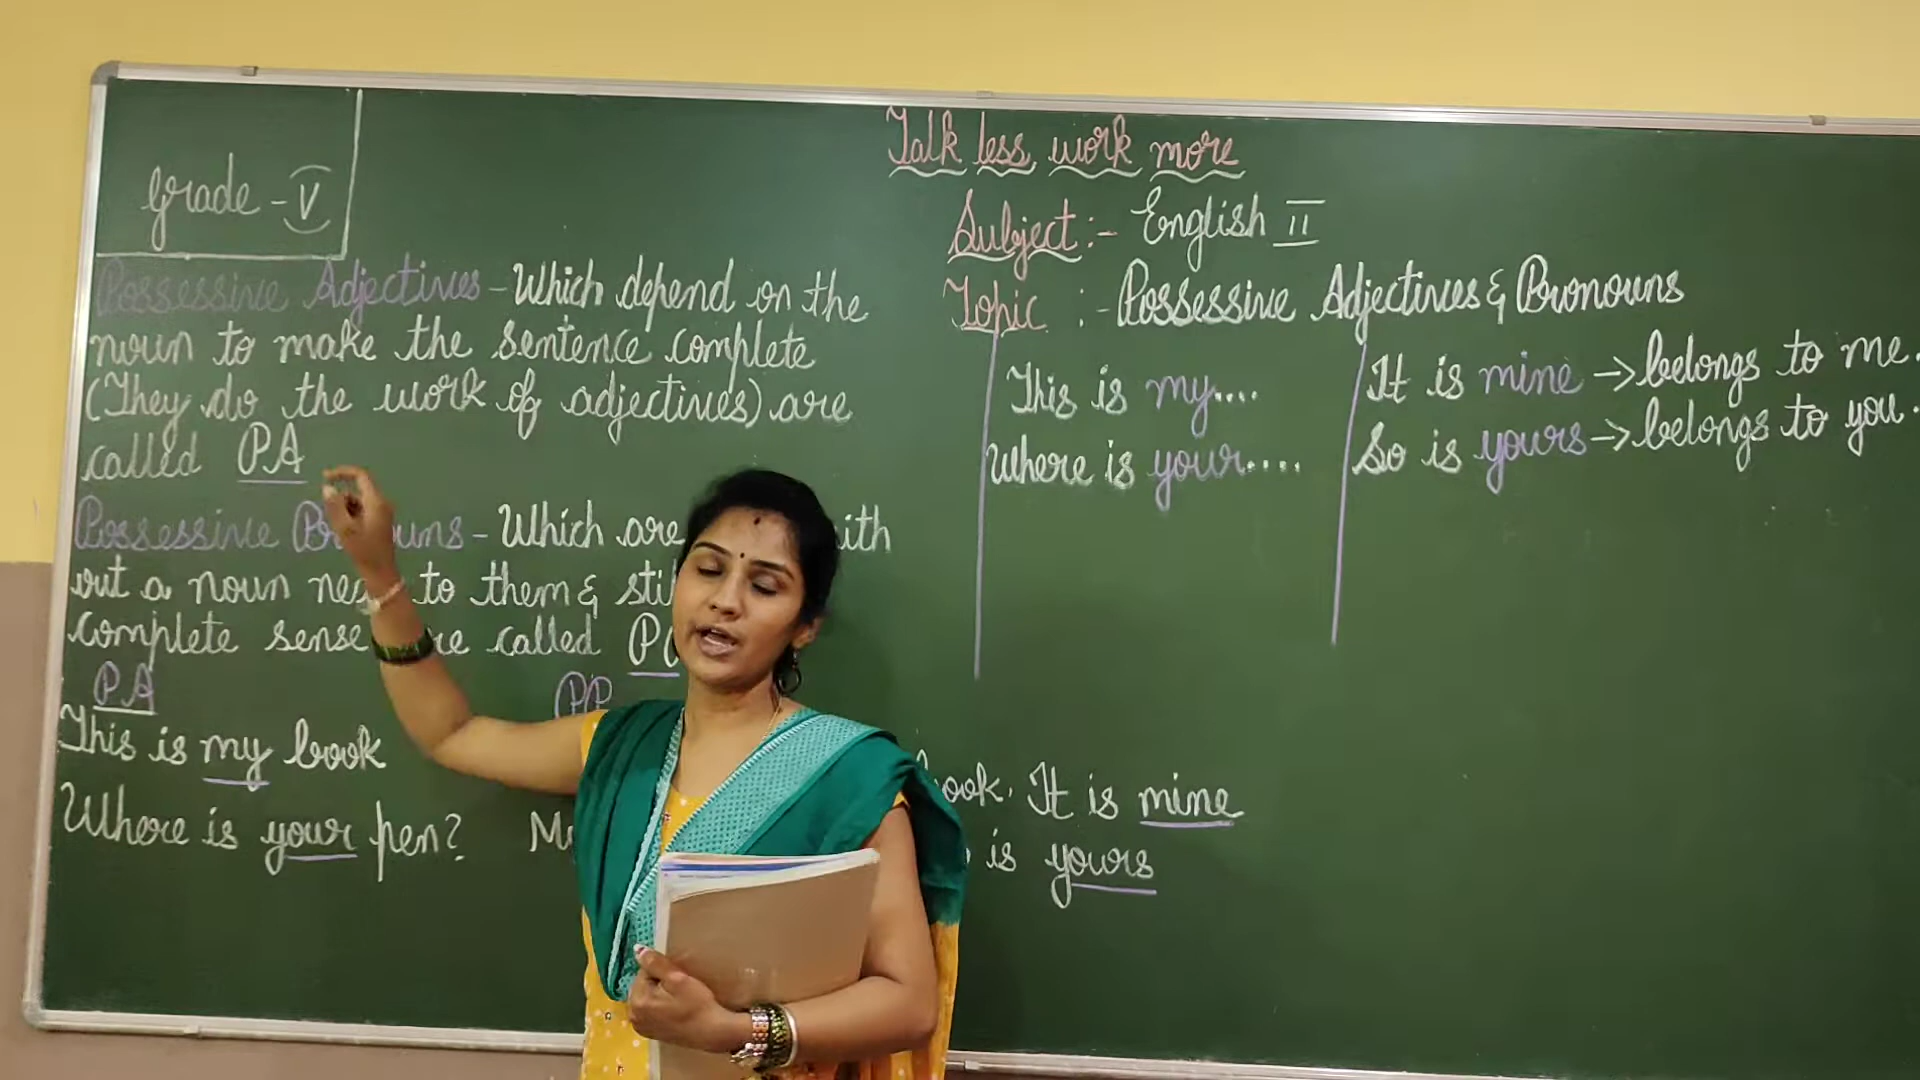 Grade - V
Talk less, work more
Subject :- English II
Topic :- Possessive Adjectives & Pronouns
Possessive Adjectives - Which depend on the
noun to make the sentence complete
(They do the work of adjectives) are
called PA
Possessive - Which are
out a noun to them &
complete sense called
PA
This is my book
Where is your pen?
PP
book. It is mine
is yours
This is my....
Where is your....
It is mine -> belongs to me.
So is yours -> belongs to you.